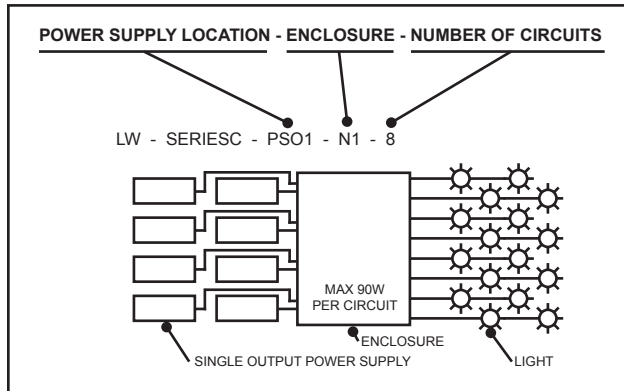 POWER SUPPLY LOCATION - ENCLOSURE - NUMBER OF CIRCUITS
LW - SERIESC - PSO1 - N1 - 8
MAX 90W
PER CIRCUIT
ENCLOSURE
SINGLE OUTPUT POWER SUPPLY
LIGHT